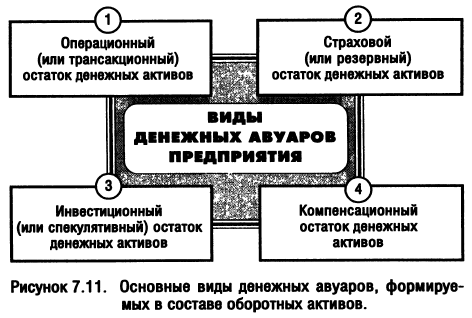 1
Операционный
(или трансакционный)
остаток денежных активов
2
Страховой
(или резервный)
остаток денежных активов
ВИДЫ
ДЕНЕЖНЫХ АВУАРОВ
ПРЕДПРИЯТИЯ
3
Инвестиционный
(или спекулятивный) остаток
денежных активов
4
Компенсационный
остаток денежных
активов
Рисунок 7.11. Основные виды денежных авуаров, формируе-
мых в составе оборотных активов.